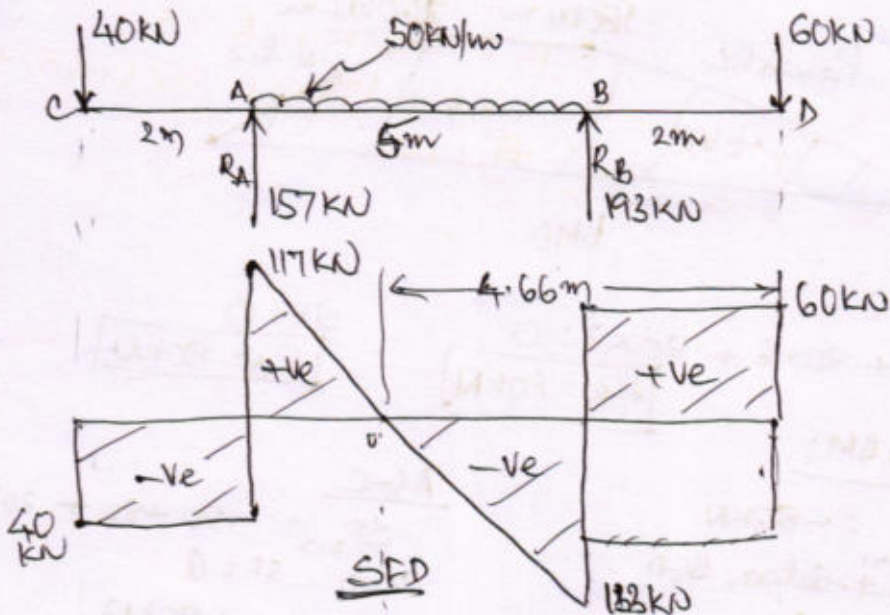 40KN 50KN/m 60KN
C A B D
2m 5m 2m
RA RB
157KN 193KN
117KN
4.66m 60KN
+Ve +Ve
-Ve -Ve
40
KN
SFD
133KN